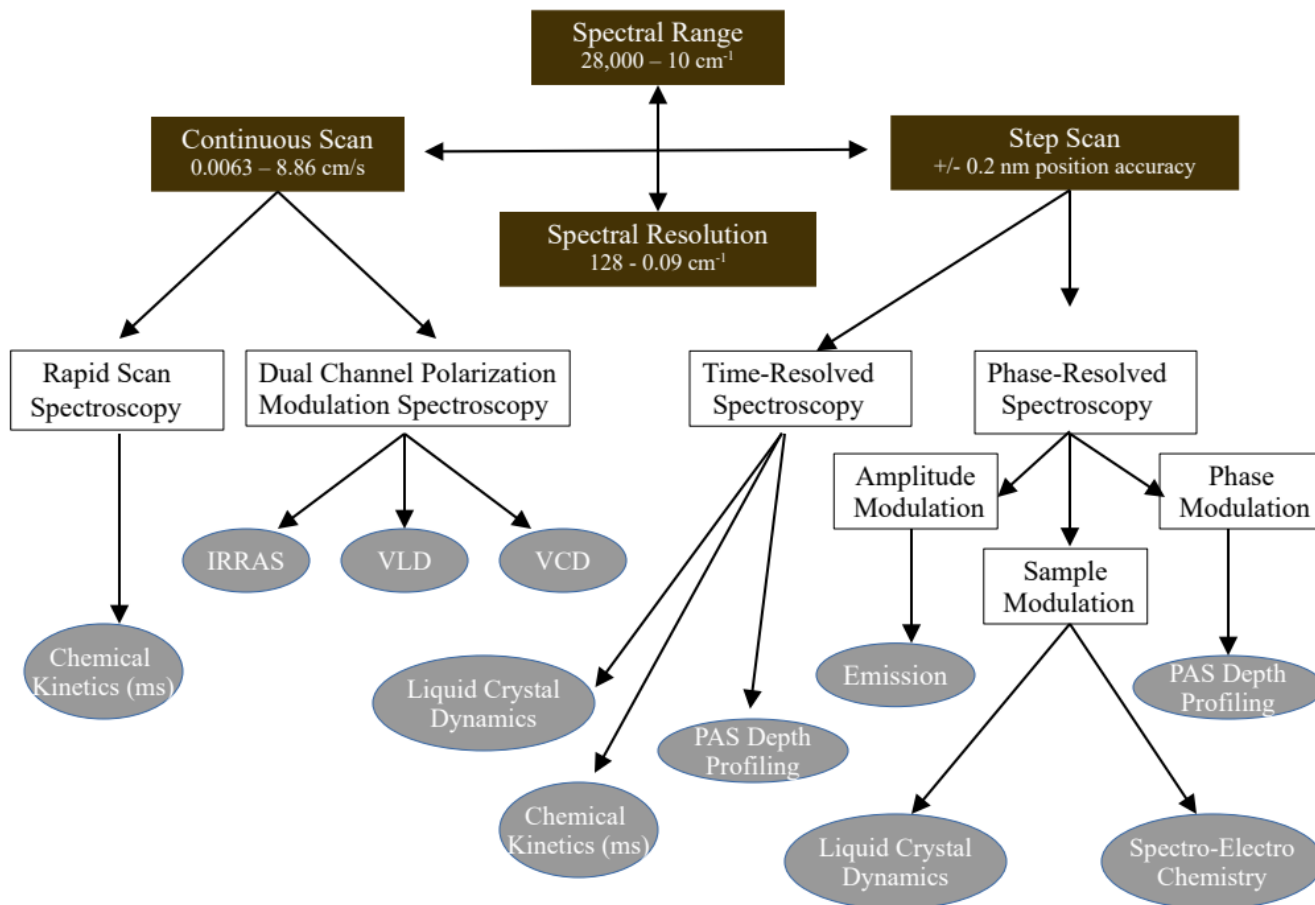 Spectral Range
28,000 – 10 cm⁻¹
Continuous Scan
0.0063 – 8.86 cm/s
Step Scan
+/- 0.2 nm position accuracy
Spectral Resolution
128 - 0.09 cm⁻¹
Rapid Scan
Spectroscopy
Dual Channel Polarization
Modulation Spectroscopy
Time-Resolved
Spectroscopy
Phase-Resolved
Spectroscopy
Amplitude
Modulation
Phase
Modulation
IRRAS
VLD
VCD
Sample
Modulation
Chemical
Kinetics (ms)
Liquid Crystal
Dynamics
PAS Depth
Profiling
Emission
PAS Depth
Profiling
Chemical
Kinetics (ms)
Liquid Crystal
Dynamics
Spectro-Electro
Chemistry